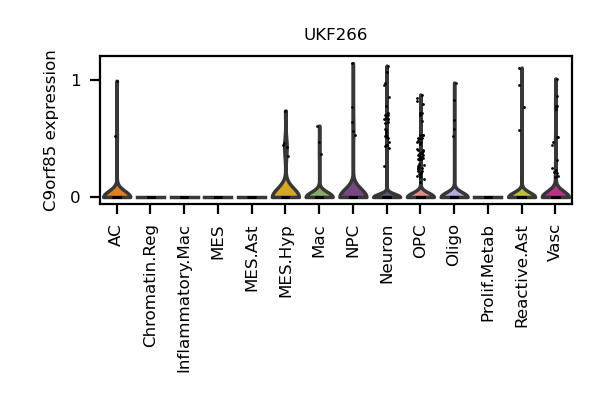 UKF266
C9orf85 expression
1
0
AC
Chromatin.Reg
Inflammatory.Mac
MES
MES.Ast
MES.Hyp
Mac
NPC
Neuron
OPC
Oligo
Prolif.Metab
Reactive.Ast
Vasc